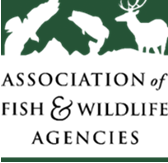 ASSOCIATION of
FISH & WILDLIFE
AGENCIES